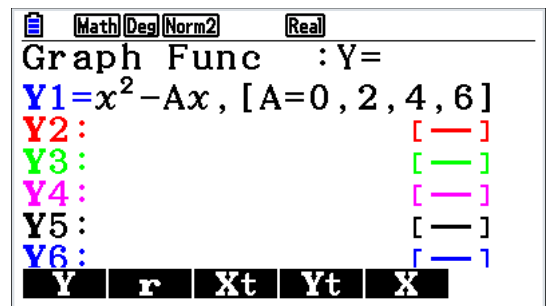 Math Deg Norm2 Real
Graph Func :Y=
Y1=x²-Ax,[A=0,2,4,6]
Y2: [—]
Y3: [—]
Y4: [—]
Y5: [—]
Y6: [—]
Y r Xt Yt X